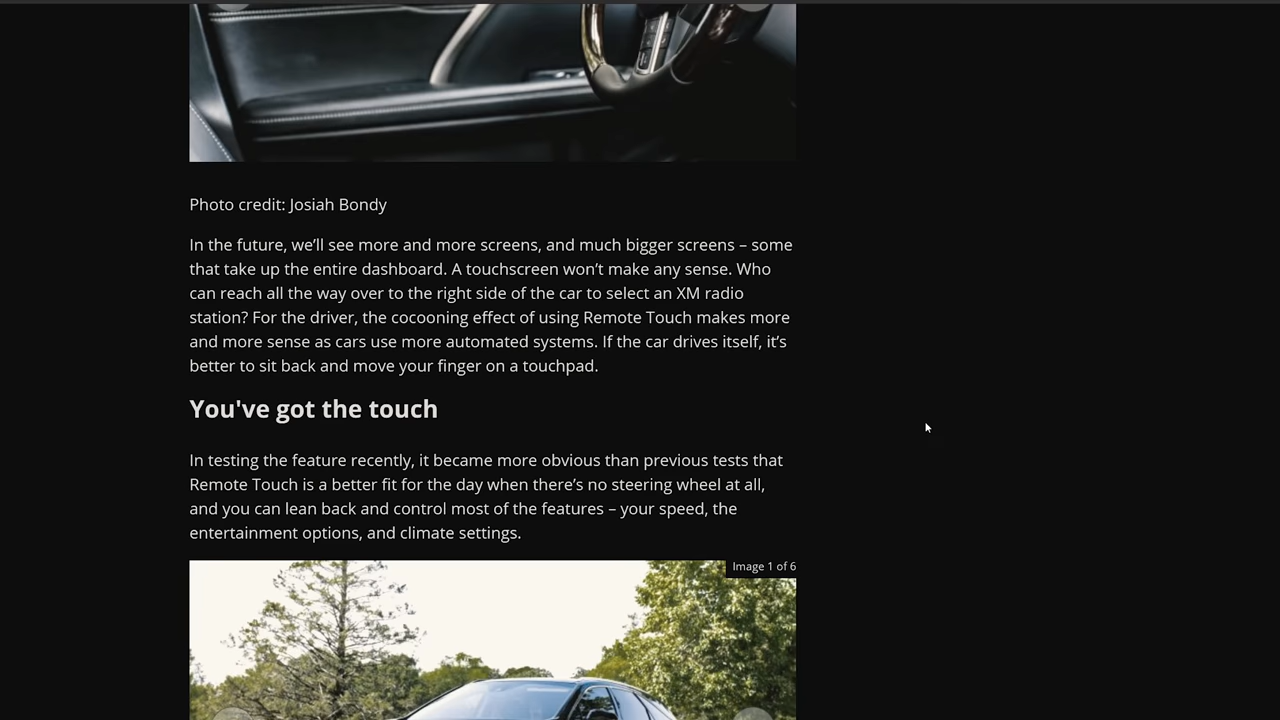 Photo credit: Josiah Bondy
In the future, we’ll see more and more screens, and much bigger screens – some
that take up the entire dashboard. A touchscreen won’t make any sense. Who
can reach all the way over to the right side of the car to select an XM radio
station? For the driver, the cocooning effect of using Remote Touch makes more
and more sense as cars use more automated systems. If the car drives itself, it’s
better to sit back and move your finger on a touchpad.
You've got the touch
In testing the feature recently, it became more obvious than previous tests that
Remote Touch is a better fit for the day when there’s no steering wheel at all,
and you can lean back and control most of the features – your speed, the
entertainment options, and climate settings.
Image 1 of 6